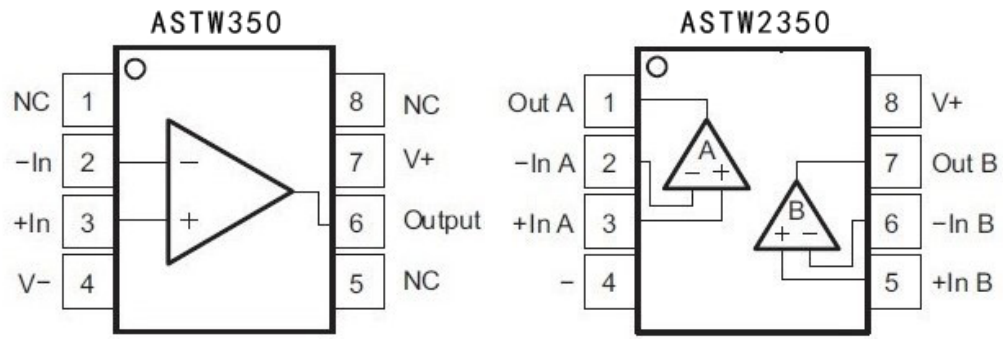 ASTW350
NC 1 8 NC
−In 2 − 7 V+
+In 3 + 6 Output
V− 4 5 NC
ASTW2350
Out A 1 8 V+
−In A 2 A − + 7 Out B
+In A 3 B + − 6 −In B
− 4 5 +In B